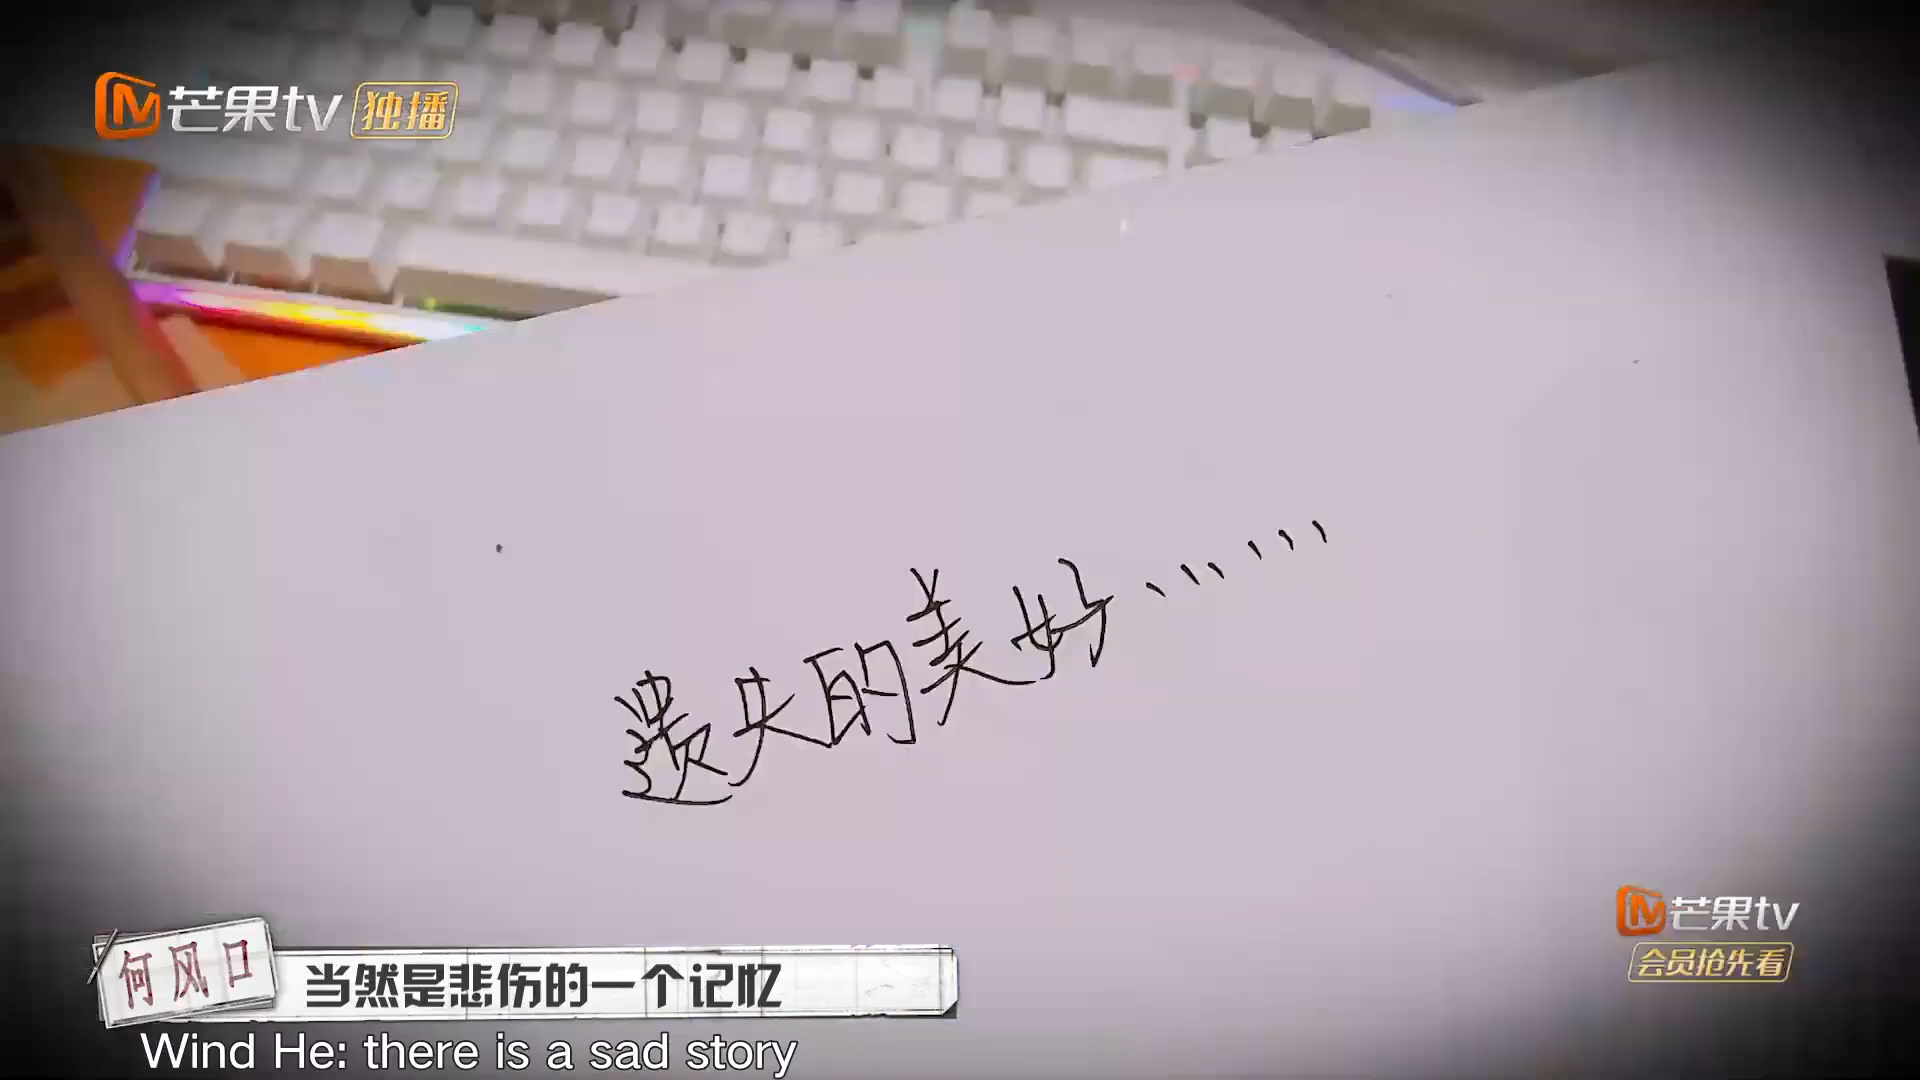 芒果tv 独播
遗失的美好……
芒果tv
会员抢先看
何风口 当然是悲伤的一个记忆
Wind He: there is a sad story